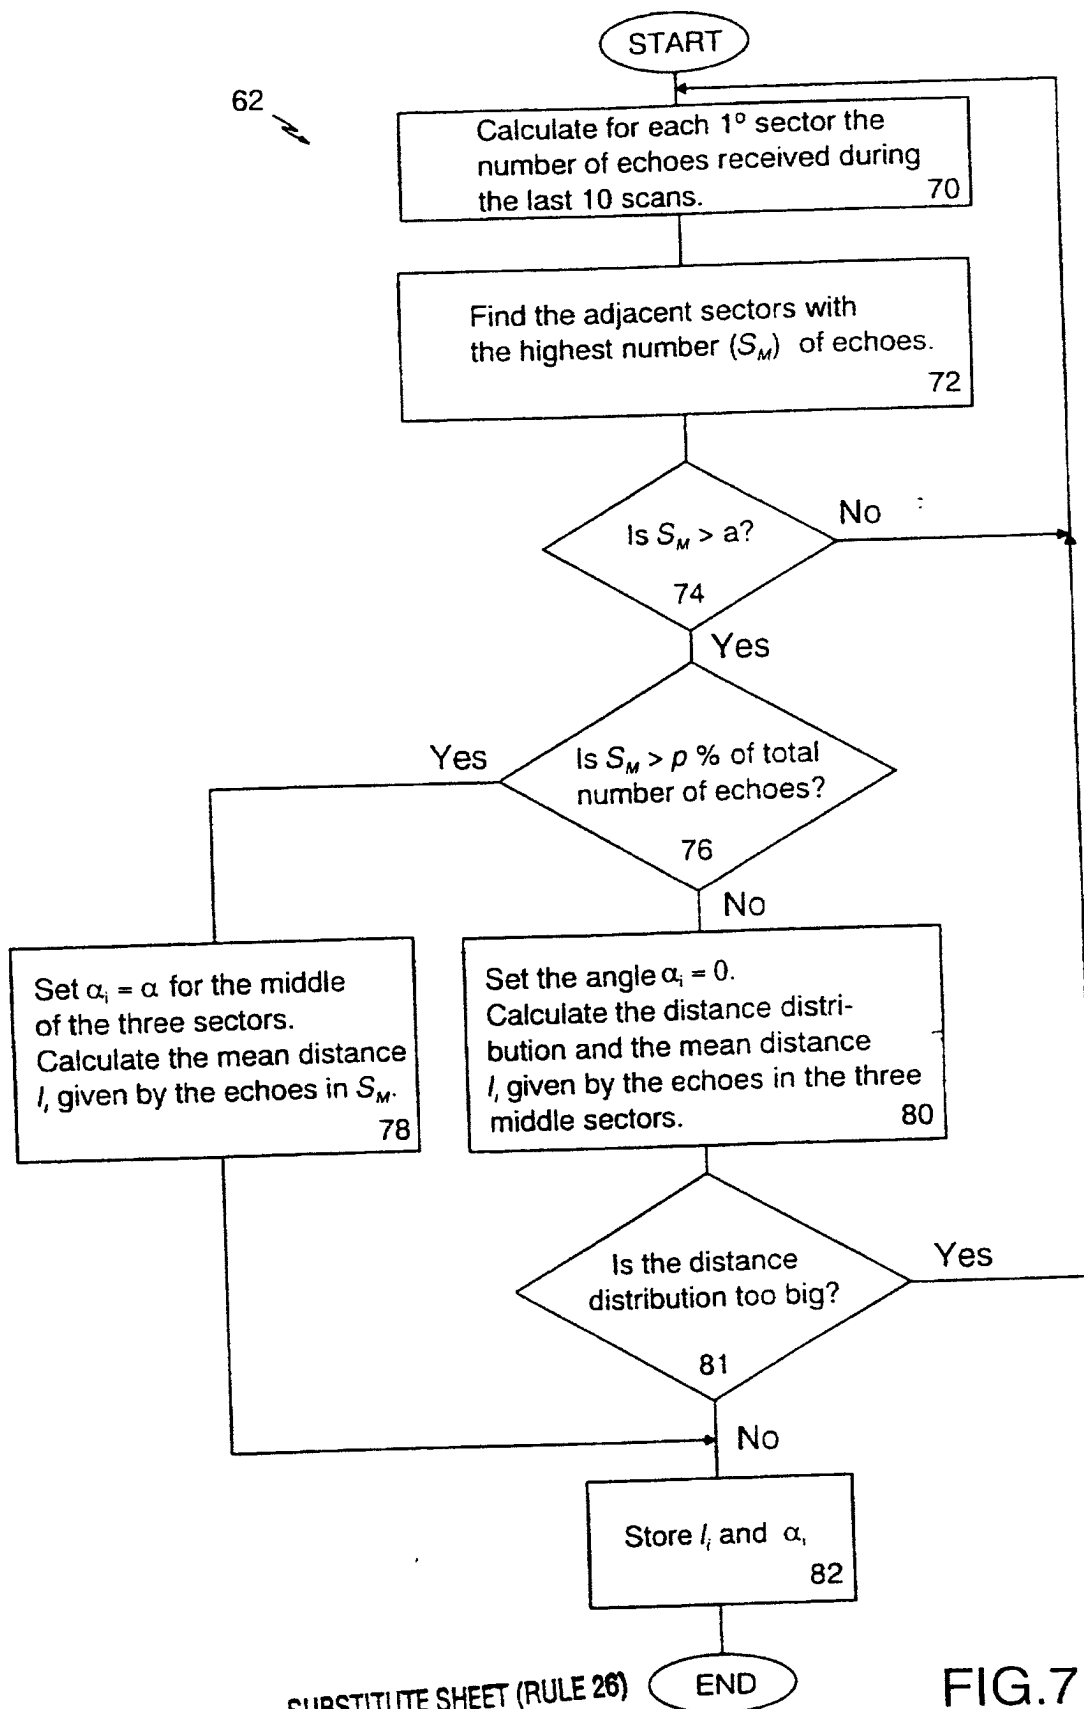 START
62
Calculate for each 1° sector the
number of echoes received during
the last 10 scans.
70
Find the adjacent sectors with
the highest number (S_M) of echoes.
72
Is S_M > a?
74
No
Yes
Is S_M > p % of total
number of echoes?
76
Yes
No
Set α_i = α for the middle
of the three sectors.
Calculate the mean distance
l, given by the echoes in S_M.
78
Set the angle α_i = 0.
Calculate the distance distri-
bution and the mean distance
l, given by the echoes in the three
middle sectors.
80
Is the distance
distribution too big?
81
Yes
No
Store l_i and α_i
82
END
SUBSTITUTE SHEET (RULE 26)
FIG.7